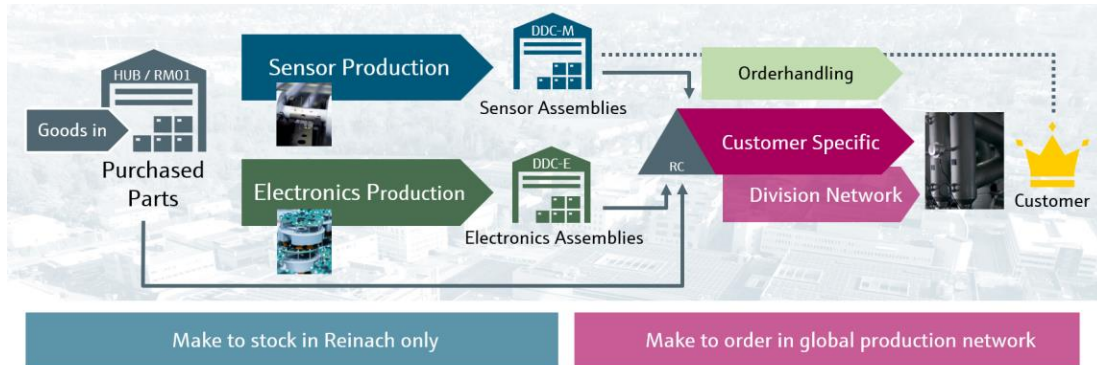 HUB / RM01
Goods in
Purchased
Parts
Sensor Production
DDC-M
Sensor Assemblies
Electronics Production
DDC-E
Electronics Assemblies
RC
Orderhandling
Customer Specific
Division Network
Customer
Make to stock in Reinach only
Make to order in global production network